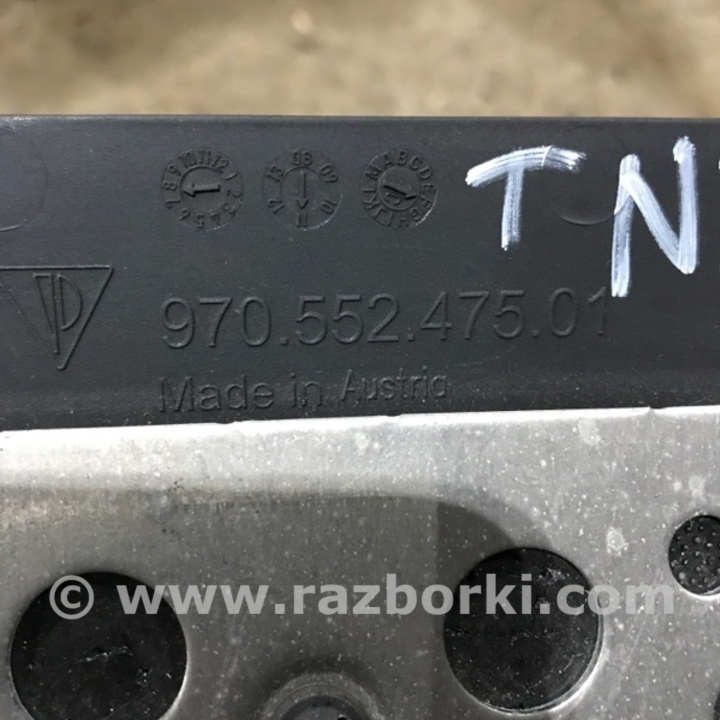 TN
970.552.475.01
Made in Austria
© www.razborki.com